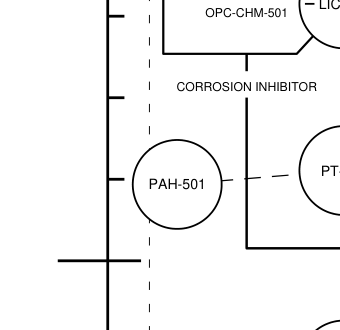 OPC-CHM-501
LIC
CORROSION INHIBITOR
PAH-501
PT-